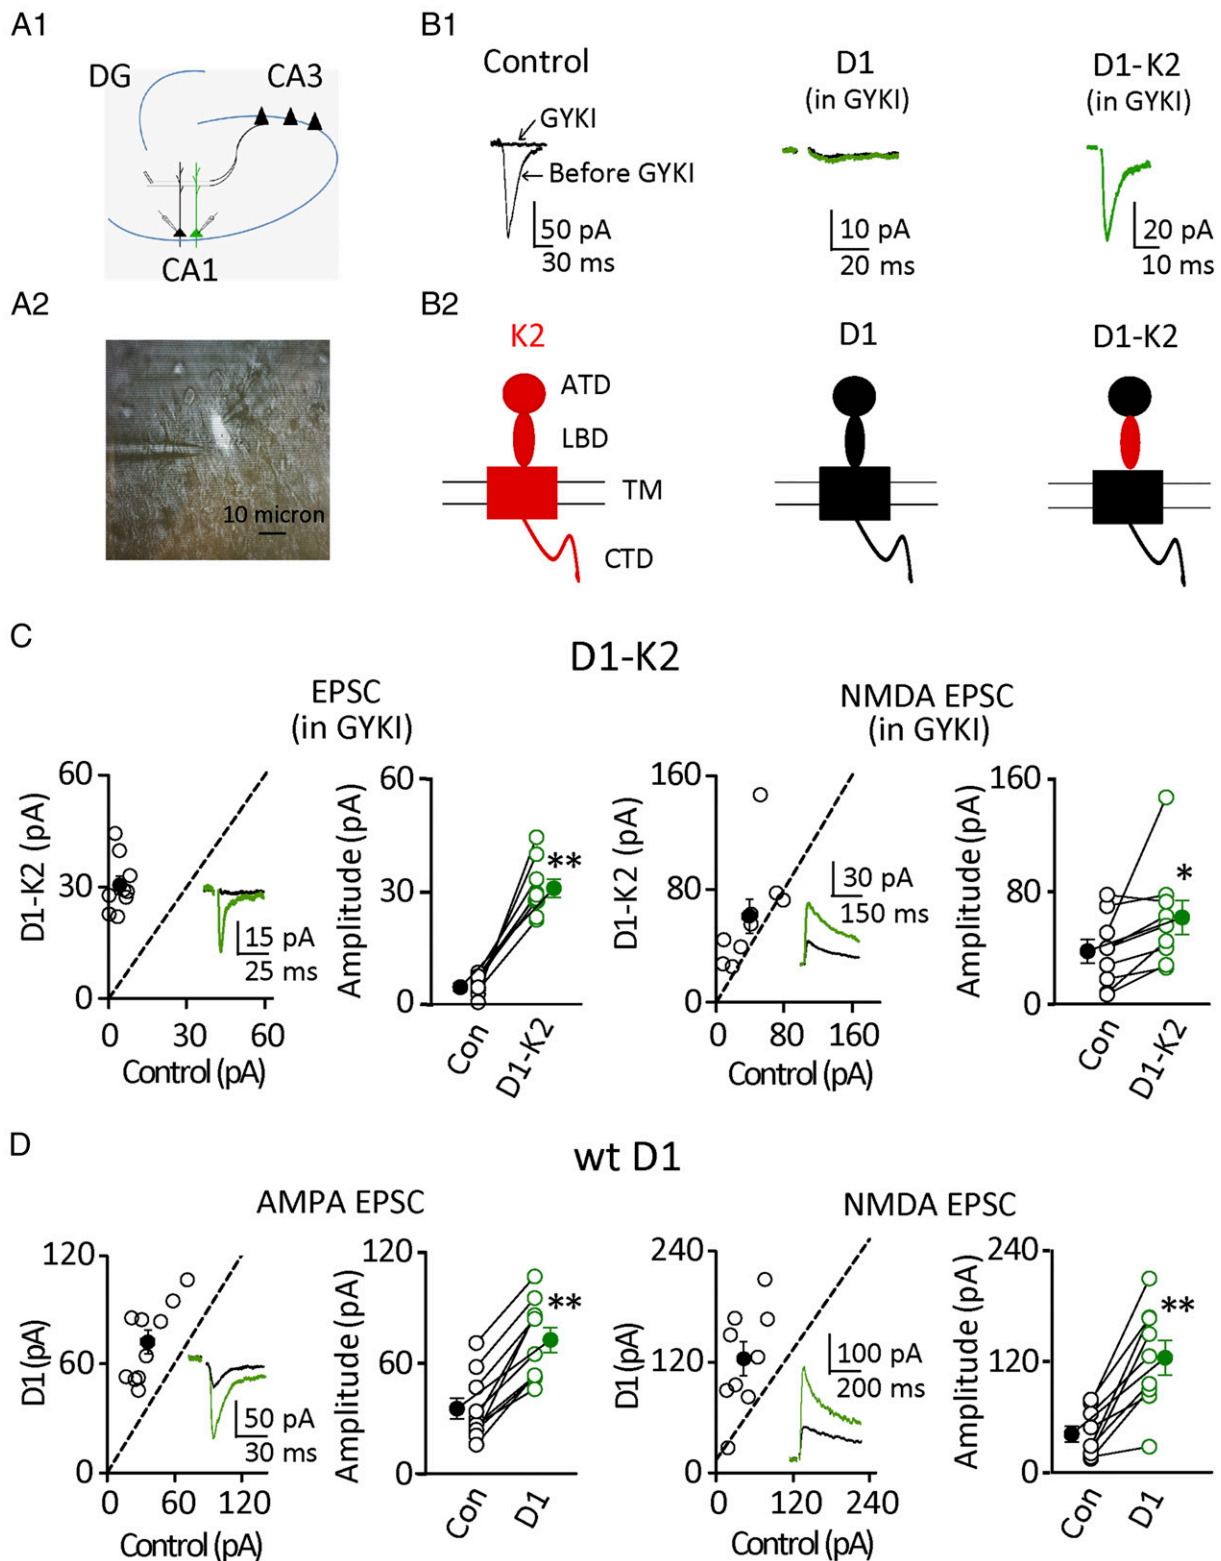 A1
DG
CA3
CA1
A2
10 micron
B1
Control
GYKI
Before GYKI
50 pA
30 ms
D1
(in GYKI)
10 pA
20 ms
D1-K2
(in GYKI)
20 pA
10 ms
B2
K2
ATD
LBD
TM
CTD
D1
D1-K2
C
D1-K2
EPSC
(in GYKI)
D1-K2 (pA)
60
30
0
0 30 60
Control (pA)
15 pA
25 ms
Amplitude (pA)
60
30
0
**
Con
D1-K2
NMDA EPSC
(in GYKI)
D1-K2 (pA)
160
80
0
0 80 160
Control (pA)
30 pA
150 ms
Amplitude (pA)
160
80
0
*
Con
D1-K2
D
wt D1
AMPA EPSC
D1 (pA)
120
60
0
0 60 120
Control (pA)
50 pA
30 ms
Amplitude (pA)
120
60
0
**
Con
D1
NMDA EPSC
D1 (pA)
240
120
0
0 120 240
Control (pA)
100 pA
200 ms
Amplitude (pA)
240
120
0
**
Con
D1